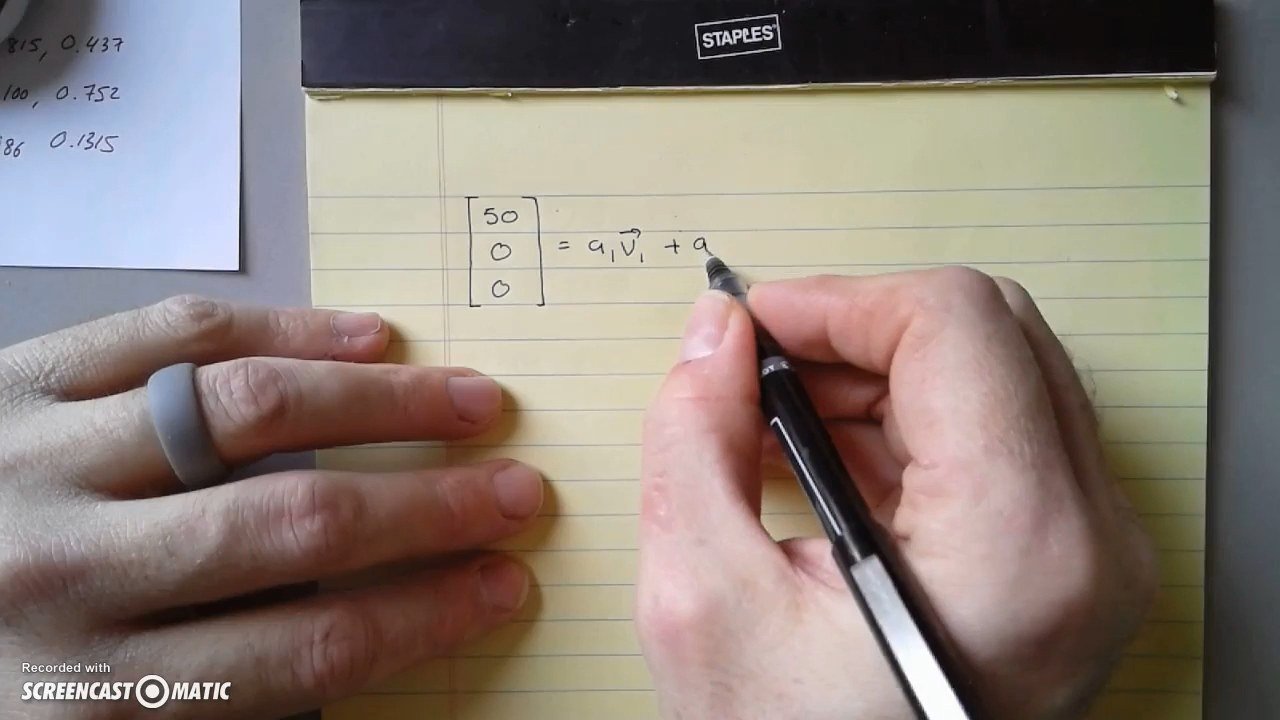 815, 0.437
100, 0.752
86 0.1315
STAPLES
50
0 = a₁v⃗₁ + a
0
Recorded with
SCREENCAST O MATIC